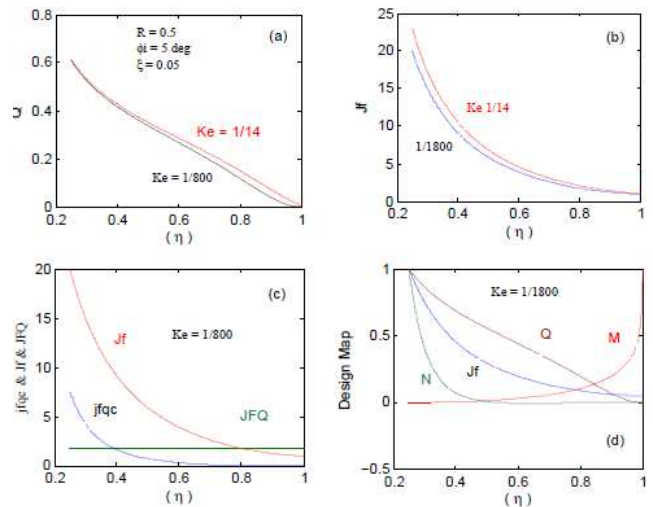 (a)
R = 0.5
ϕi = 5 deg
ξ = 0.05
Ke = 1/14
Ke = 1/800
Q
0.8
0.6
0.4
0.2
0
0.2 0.4 0.6 0.8 1
( η )
(b)
Ke 1/14
1/1800
Jf
25
20
15
10
5
0
0.2 0.4 0.6 0.8 1
( η )
(c)
Ke = 1/800
Jf
jfqc
JFQ
jfqc & Jf & JFQ
20
15
10
5
0
0.2 0.4 0.6 0.8 1
( η )
Ke = 1/1800
Q
M
N
Jf
(d)
Design Map
1
0.5
0
−0.5
0.2 0.4 0.6 0.8 1
( η )